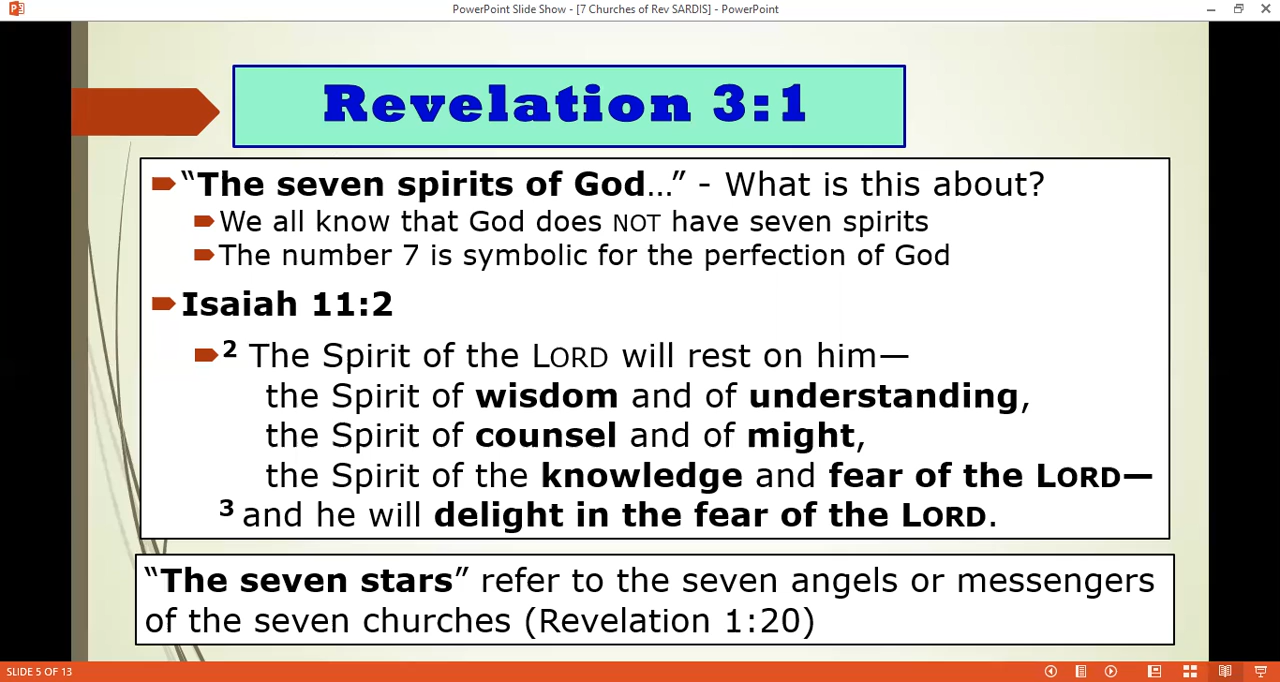 PowerPoint Slide Show - [7 Churches of Rev SARDIS] - PowerPoint
Revelation 3:1
“The seven spirits of God…” - What is this about?
We all know that God does NOT have seven spirits
The number 7 is symbolic for the perfection of God
Isaiah 11:2
2 The Spirit of the LORD will rest on him—
the Spirit of wisdom and of understanding,
the Spirit of counsel and of might,
the Spirit of the knowledge and fear of the LORD—
3 and he will delight in the fear of the LORD.
“The seven stars” refer to the seven angels or messengers
of the seven churches (Revelation 1:20)
SLIDE 5 OF 13